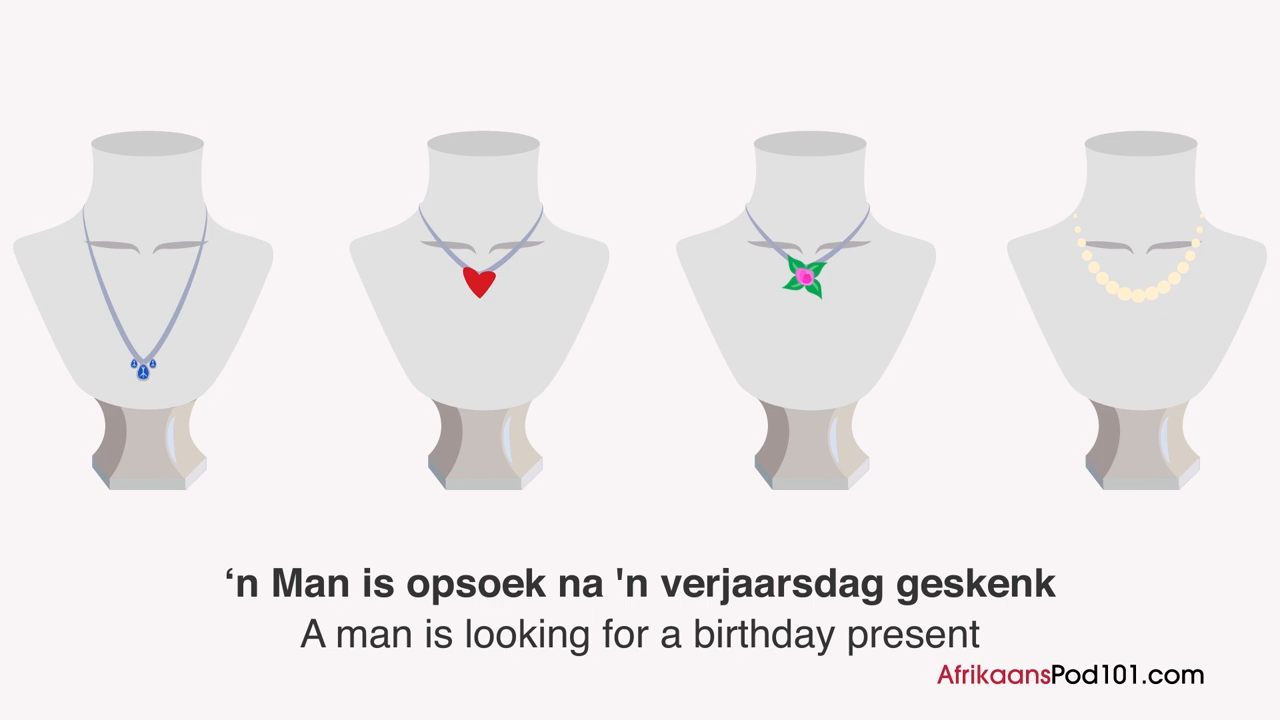 ‘n Man is opsoek na 'n verjaarsdag geskenk
A man is looking for a birthday present
AfrikaansPod101.com